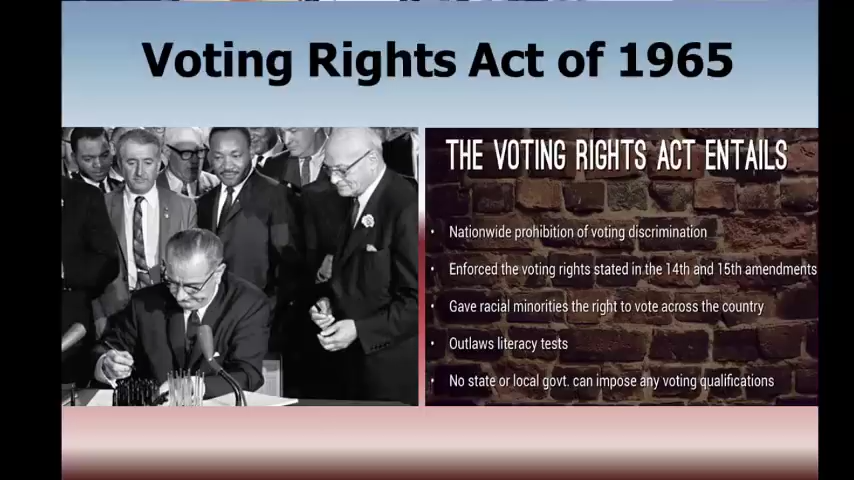 Voting Rights Act of 1965
THE VOTING RIGHTS ACT ENTAILS
• Nationwide prohibition of voting discrimination
• Enforced the voting rights stated in the 14th and 15th amendments
• Gave racial minorities the right to vote across the country
• Outlaws literacy tests
• No state or local govt. can impose any voting qualifications